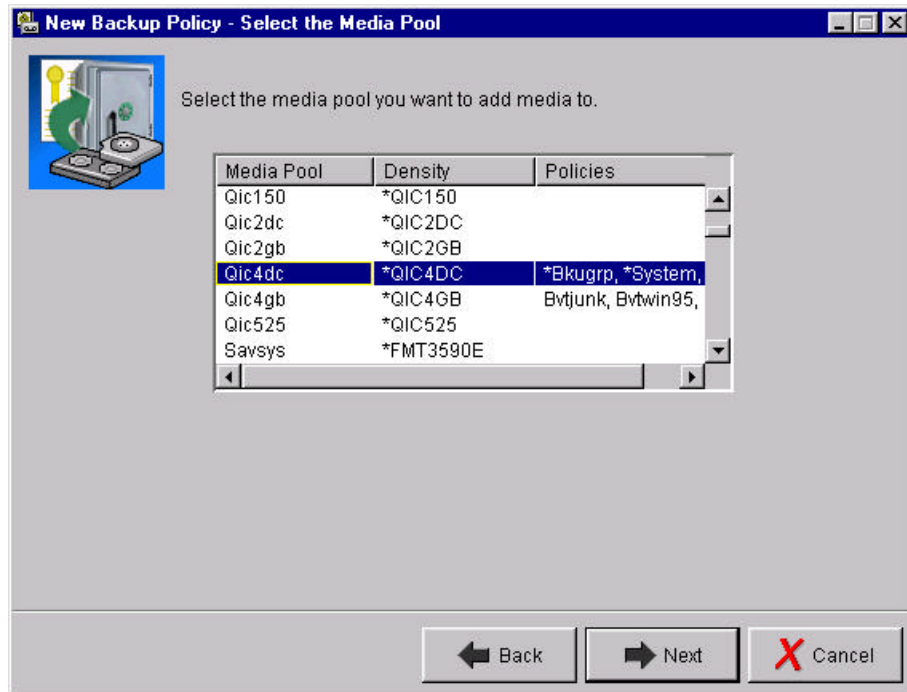 New Backup Policy - Select the Media Pool
Select the media pool you want to add media to.
Media Pool Density Policies
Qic150 *QIC150
Qic2dc *QIC2DC
Qic2gb *QIC2GB
Qic4dc *QIC4DC *Bkugrp, *System,
Qic4gb *QIC4GB Bvtjunk, Bvtwin95,
Qic525 *QIC525
Savsys *FMT3590E
Back Next Cancel